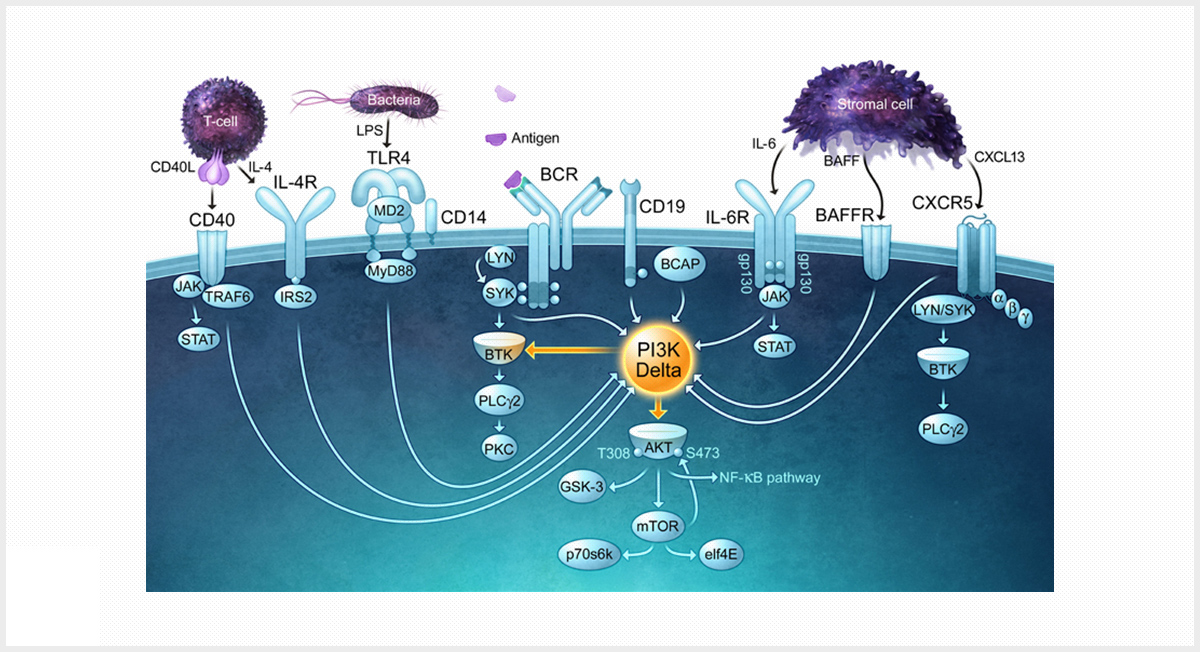 T-cell
CD40L
IL-4
CD40
IL-4R
JAK
TRAF6
STAT
IRS2
Bacteria
LPS
TLR4
MD2
CD14
MyD88
Antigen
BCR
LYN
SYK
BTK
PLCγ2
PKC
CD19
BCAP
PI3K
Delta
AKT
T308
S473
GSK-3
NF-κB pathway
mTOR
p70s6k
elf4E
Stromal cell
IL-6
BAFF
CXCL13
IL-6R
gp130
gp130
JAK
STAT
BAFFR
CXCR5
LYN/SYK
α
β
γ
BTK
PLCγ2